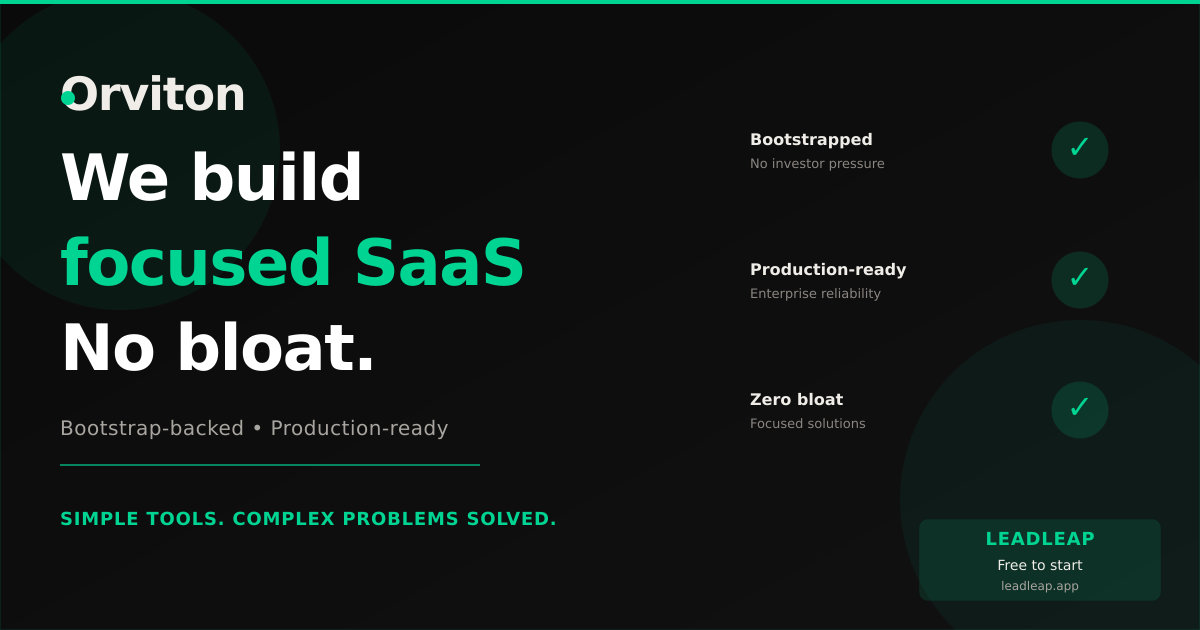 Orviton
We build
focused SaaS
No bloat.
Bootstrap-backed • Production-ready
SIMPLE TOOLS. COMPLEX PROBLEMS SOLVED.
Bootstrapped
No investor pressure
✓
Production-ready
Enterprise reliability
✓
Zero bloat
Focused solutions
✓
LEADLEAP
Free to start
leadleap.app